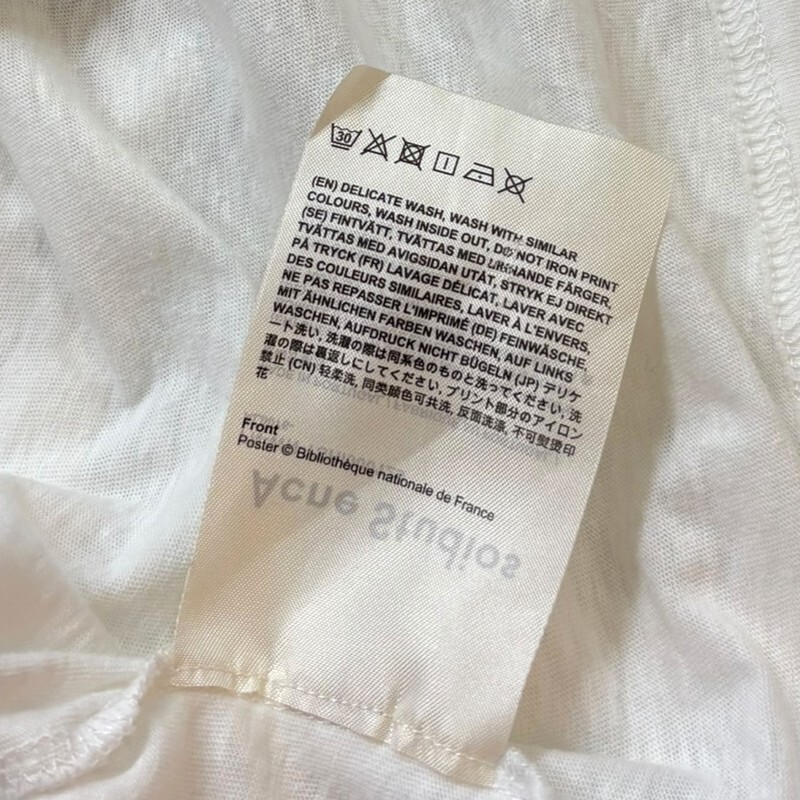 30
(EN) DELICATE WASH, WASH WITH SIMILAR
COLOURS, WASH INSIDE OUT, DO NOT IRON PRINT
(SE) FINTVÄTT, TVÄTTAS MED LIKNANDE FÄRGER,
TVÄTTAS MED AVIGSIDAN UTÅT, STRYK EJ DIREKT
PÅ TRYCK (FR) LAVAGE DÉLICAT, LAVER AVEC
DES COULEURS SIMILAIRES, LAVER À L'ENVERS,
NE PAS REPASSER L'IMPRIMÉ (DE) FEINWÄSCHE,
MIT ÄHNLICHEN FARBEN WASCHEN, AUF LINKS
WASCHEN, AUFDRUCK NICHT BÜGELN (JP) デリケ
ート洗い, 洗濯の際は同系色のものと洗ってください, 洗
濯の際は裏返しにしてください, プリント部分のアイロン
禁止 (CN) 轻柔洗, 同类颜色可共洗, 反面洗涤, 不可熨烫印
花
Front
Poster © Bibliothèque nationale de France
Acne Studios